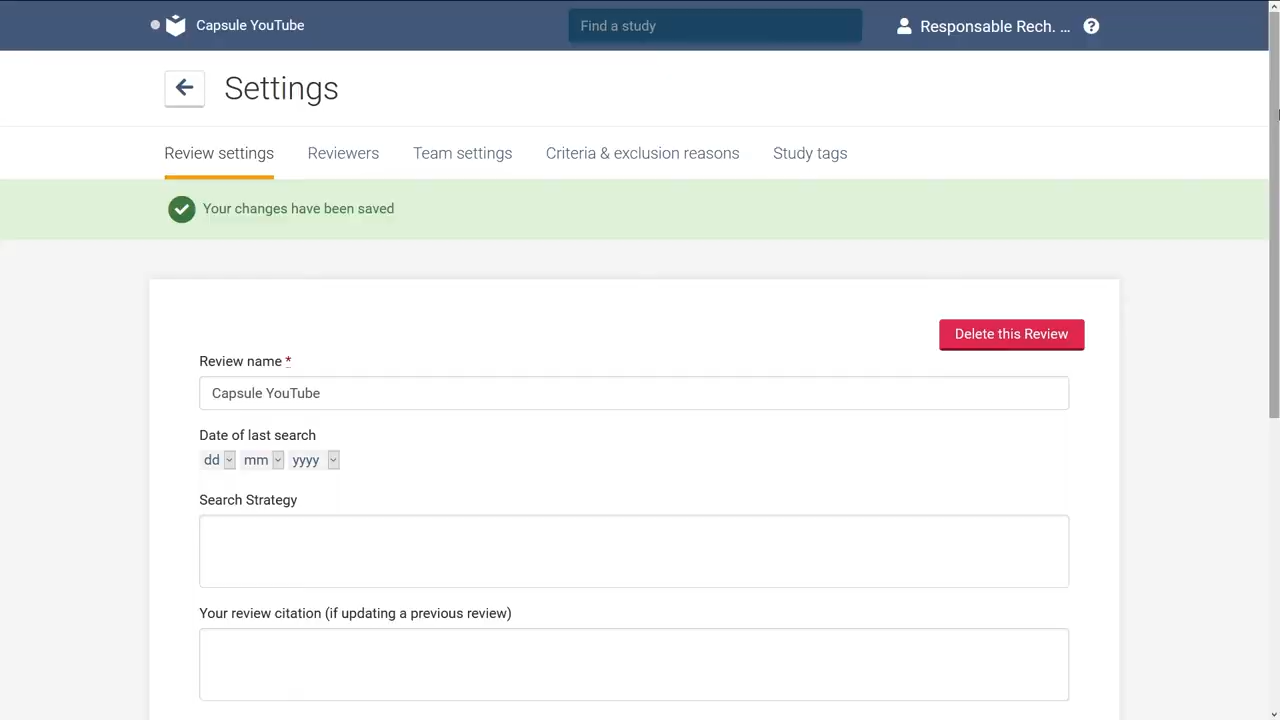 Capsule YouTube
Find a study
Responsable Rech. ...
Settings
Review settings
Reviewers
Team settings
Criteria & exclusion reasons
Study tags
Your changes have been saved
Delete this Review
Review name *
Capsule YouTube
Date of last search
dd mm yyyy
Search Strategy
Your review citation (if updating a previous review)